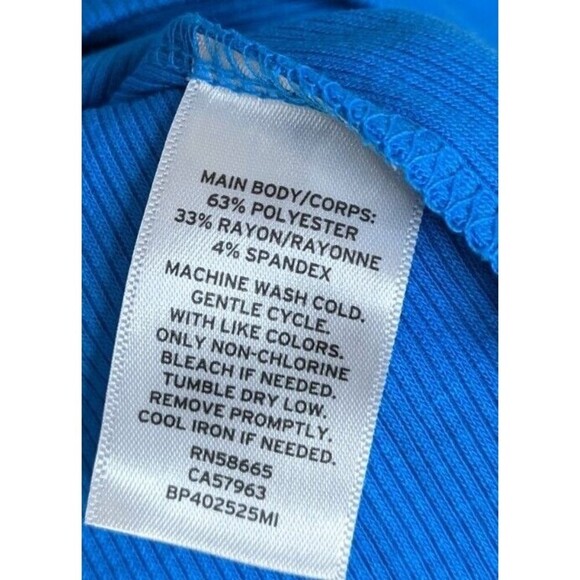 MAIN BODY/CORPS:
63% POLYESTER
33% RAYON/RAYONNE
4% SPANDEX
MACHINE WASH COLD.
GENTLE CYCLE.
WITH LIKE COLORS.
ONLY NON-CHLORINE
BLEACH IF NEEDED.
TUMBLE DRY LOW.
REMOVE PROMPTLY.
COOL IRON IF NEEDED.
RN58665
CA57963
BP402525MI